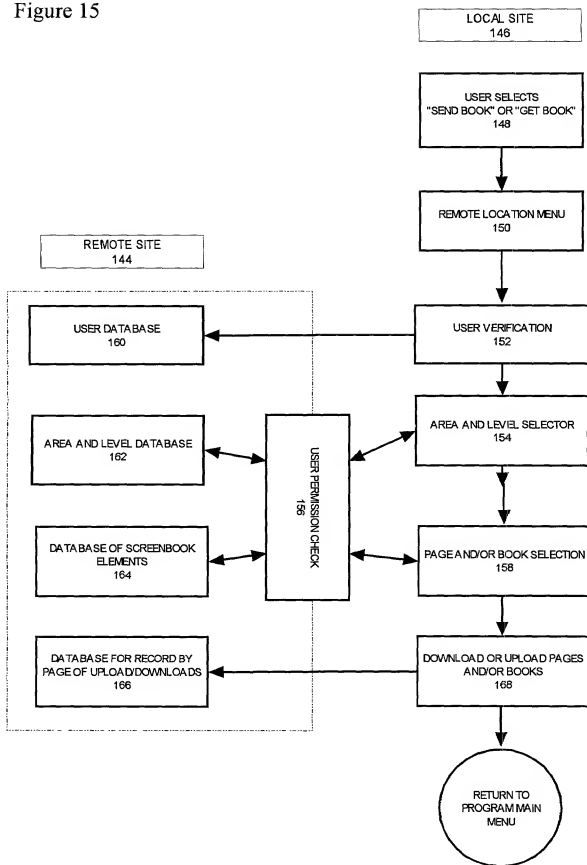 Figure 15
LOCAL SITE
146
USER SELECTS
"SEND BOOK" OR "GET BOOK"
148
REMOTE LOCATION MENU
150
REMOTE SITE
144
USER DATABASE
160
USER VERIFICATION
152
AREA AND LEVEL DATABASE
162
USER PERMISSION CHECK
156
AREA AND LEVEL SELECTOR
154
DATABASE OF SCREENBOOK
ELEMENTS
164
PAGE AND/OR BOOK SELECTION
158
DATABASE FOR RECORD BY
PAGE OF UPLOAD/DOWNLOADS
166
DOWNLOAD OR UPLOAD PAGES
AND/OR BOOKS
168
RETURN TO
PROGRAM MAIN
MENU